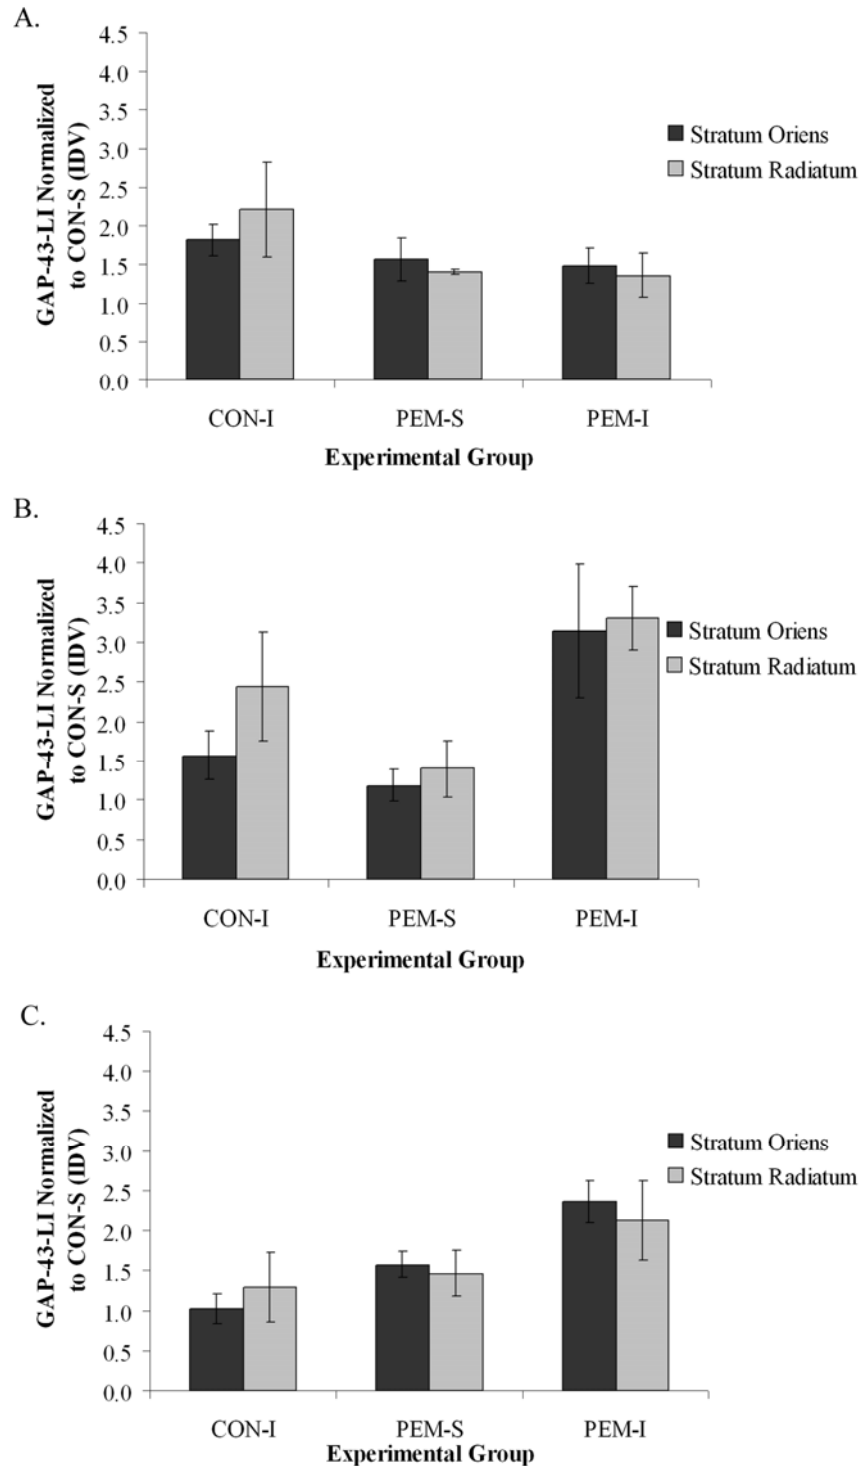 A.
GAP-43-LI Normalized
to CON-S (IDV)
4.5
4.0
3.5
3.0
2.5
2.0
1.5
1.0
0.5
0.0
Stratum Oriens
Stratum Radiatum
CON-I PEM-S PEM-I
Experimental Group
B.
GAP-43-LI Normalized
to CON-S (IDV)
4.5
4.0
3.5
3.0
2.5
2.0
1.5
1.0
0.5
0.0
Stratum Oriens
Stratum Radiatum
CON-I PEM-S PEM-I
Experimental Group
C.
GAP-43-LI Normalized
to CON-S (IDV)
4.5
4.0
3.5
3.0
2.5
2.0
1.5
1.0
0.5
0.0
Stratum Oriens
Stratum Radiatum
CON-I PEM-S PEM-I
Experimental Group